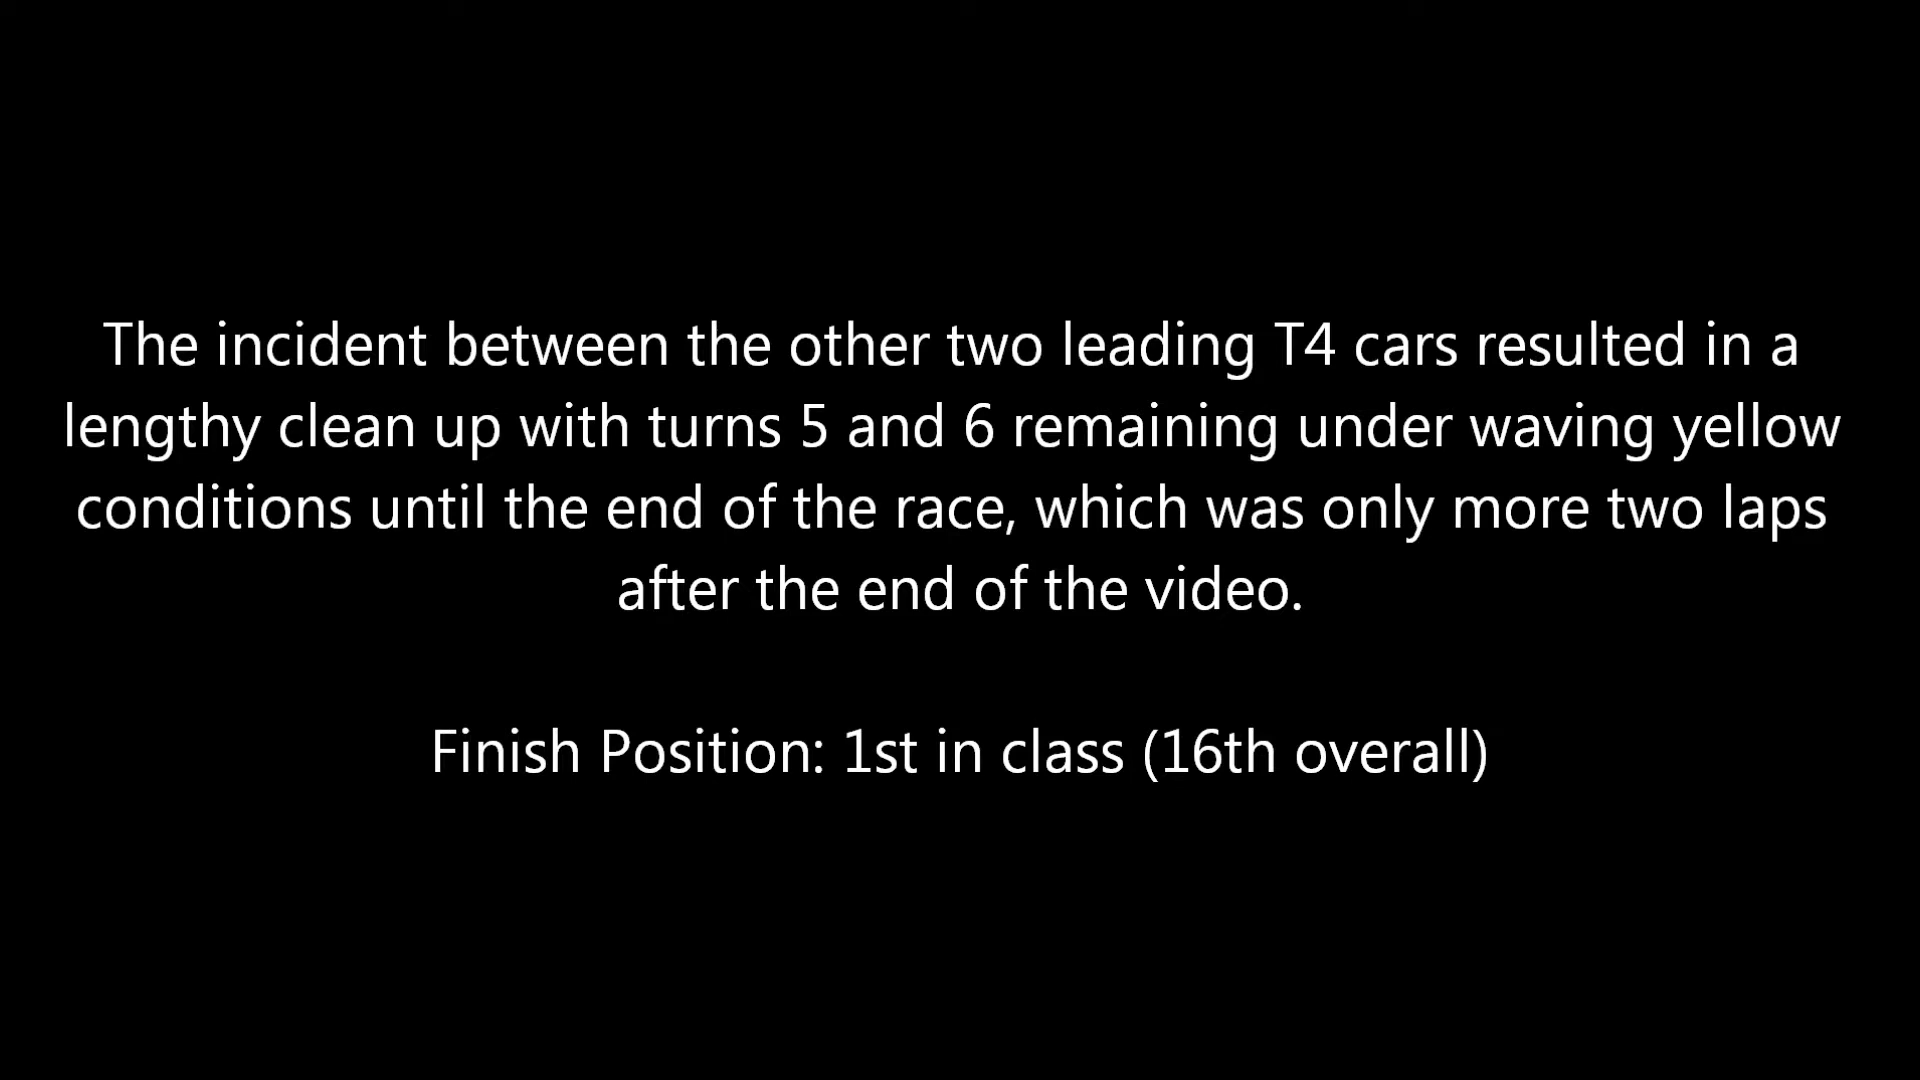 The incident between the other two leading T4 cars resulted in a
lengthy clean up with turns 5 and 6 remaining under waving yellow
conditions until the end of the race, which was only more two laps
after the end of the video.
Finish Position: 1st in class (16th overall)